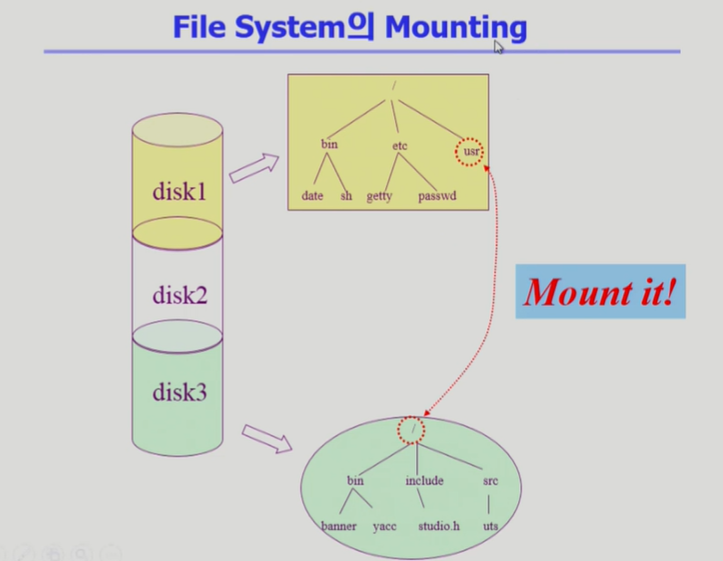 File System의 Mounting
/
bin etc usr
date sh getty passwd
disk1
disk2
disk3
Mount it!
/
bin include src
banner yacc studio.h uts